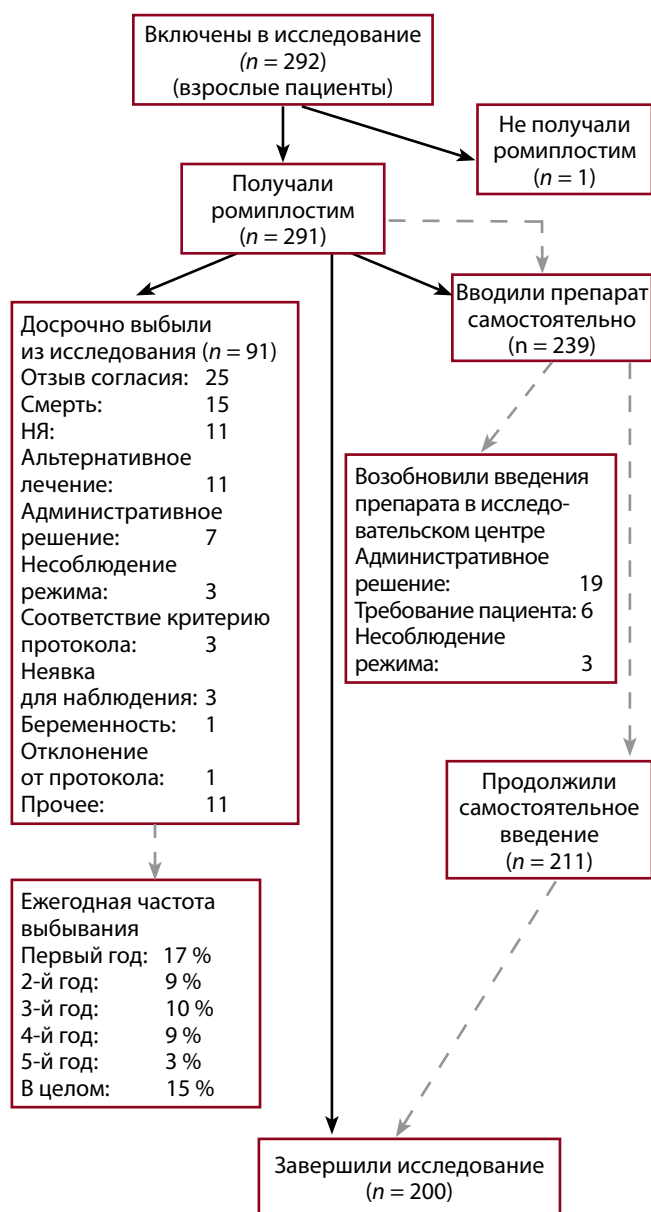 Включены в исследование
(n = 292)
(взрослые пациенты)
Не получали
ромиплостим
(n = 1)
Получали
ромиплостим
(n = 291)
Вводили препарат
самостоятельно
(n = 239)
Досрочно выбыли
из исследования (n = 91)
Отзыв согласия: 25
Смерть: 15
НЯ: 11
Альтернативное
лечение: 11
Административное
решение: 7
Несоблюдение
режима: 3
Соответствие критерию
протокола: 3
Неявка
для наблюдения: 3
Беременность: 1
Отклонение
от протокола: 1
Прочее: 11
Возобновили введения
препарата в исследо-
вательском центре
Административное
решение: 19
Требование пациента: 6
Несоблюдение
режима: 3
Продолжили
самостоятельное
введение
(n = 211)
Ежегодная частота
выбывания
Первый год: 17 %
2-й год: 9 %
3-й год: 10 %
4-й год: 9 %
5-й год: 3 %
В целом: 15 %
Завершили исследование
(n = 200)